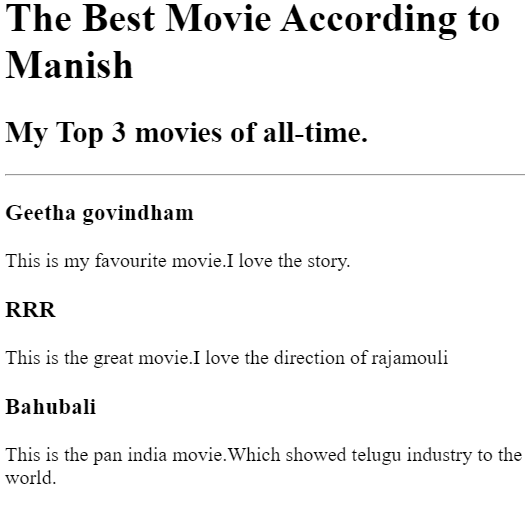 The Best Movie According to
Manish
My Top 3 movies of all-time.
Geetha govindham
This is my favourite movie.I love the story.
RRR
This is the great movie.I love the direction of rajamouli
Bahubali
This is the pan india movie.Which showed telugu industry to the
world.